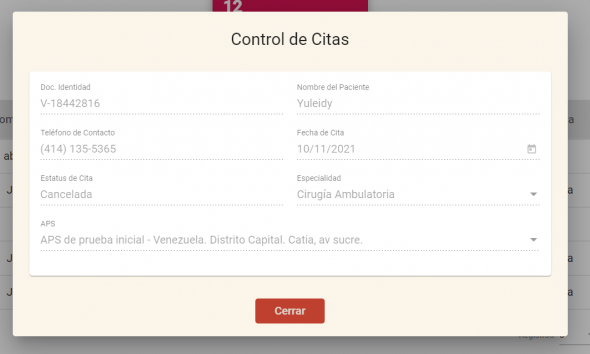 12
Control de Citas
Doc. Identidad
V-18442816
Nombre del Paciente
Yuleidy
Teléfono de Contacto
(414) 135-5365
Fecha de Cita
10/11/2021
Estatus de Cita
Cancelada
Especialidad
Cirugía Ambulatoria
APS
APS de prueba inicial - Venezuela. Distrito Capital. Catia, av sucre.
Cerrar